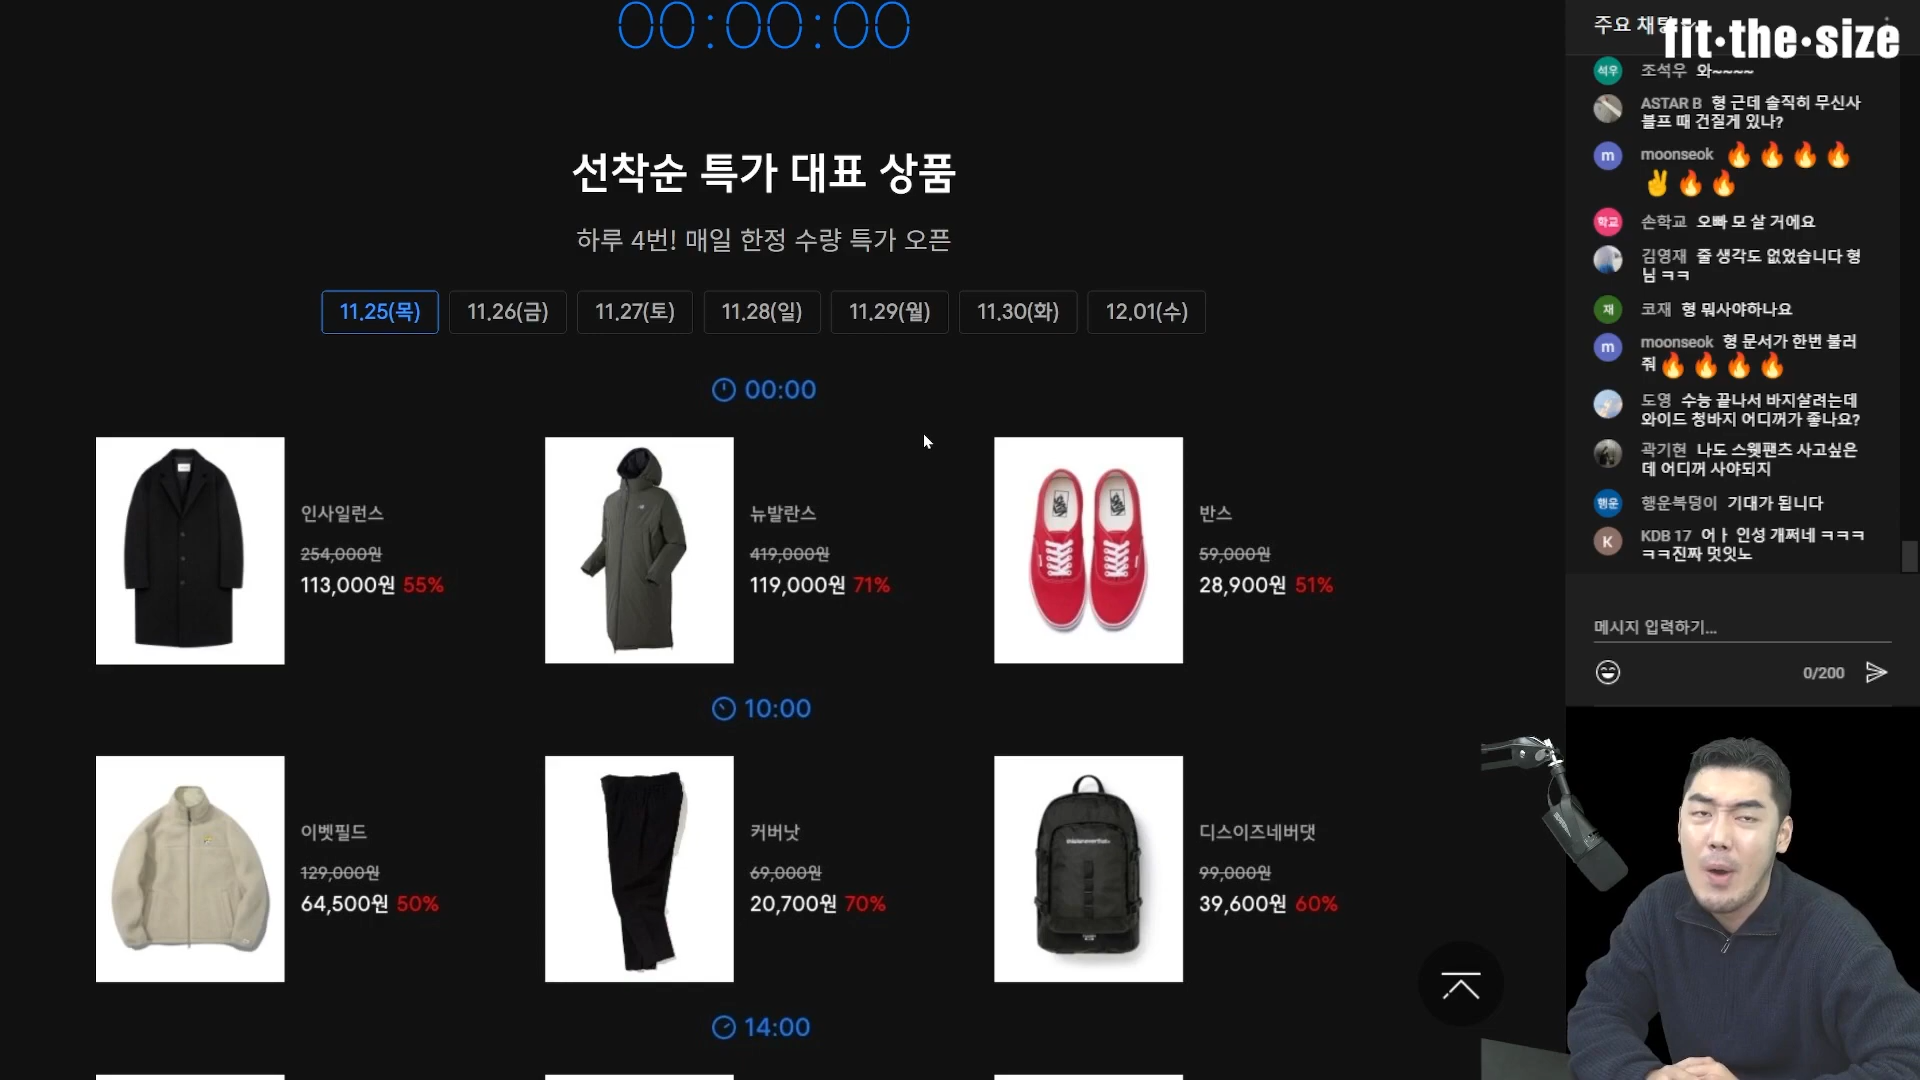 00:00:00
선착순 특가 대표 상품
하루 4번! 매일 한정 수량 특가 오픈
11.25(목) 11.26(금) 11.27(토) 11.28(일) 11.29(월) 11.30(화) 12.01(수)
00:00
인사일런스
254,000원
113,000원 55%
뉴발란스
419,000원
119,000원 71%
반스
59,000원
28,900원 51%
10:00
이벳필드
129,000원
64,500원 50%
커버낫
69,000원
20,700원 70%
디스이즈네버댓
99,000원
39,600원 60%
14:00
주요 채팅
fit·the·size
석우 조석우 와~~~~
ASTAR B 형 근데 솔직히 무신사
블프 때 건질게 있나?
m moonseok 🔥🔥🔥🔥
✌🔥🔥
학교 손학교 오빠 모 살 거에요
김영재 줄 생각도 없었습니다 형
님 ㅋㅋ
재 코재 형 뭐사야하나요
m moonseok 형 문서가 한번 불러
줘🔥🔥🔥🔥
도영 수능 끝나서 바지살려는데
와이드 청바지 어디꺼가 좋나요?
곽기현 나도 스웻팬츠 사고싶은
데 어디꺼 사야되지
행운 행운복덩이 기대가 됩니다
K KDB 17 어ㅏ 인성 개쩌네 ㅋㅋㅋ
ㅋㅋ진짜 멋잇노
메시지 입력하기...
0/200